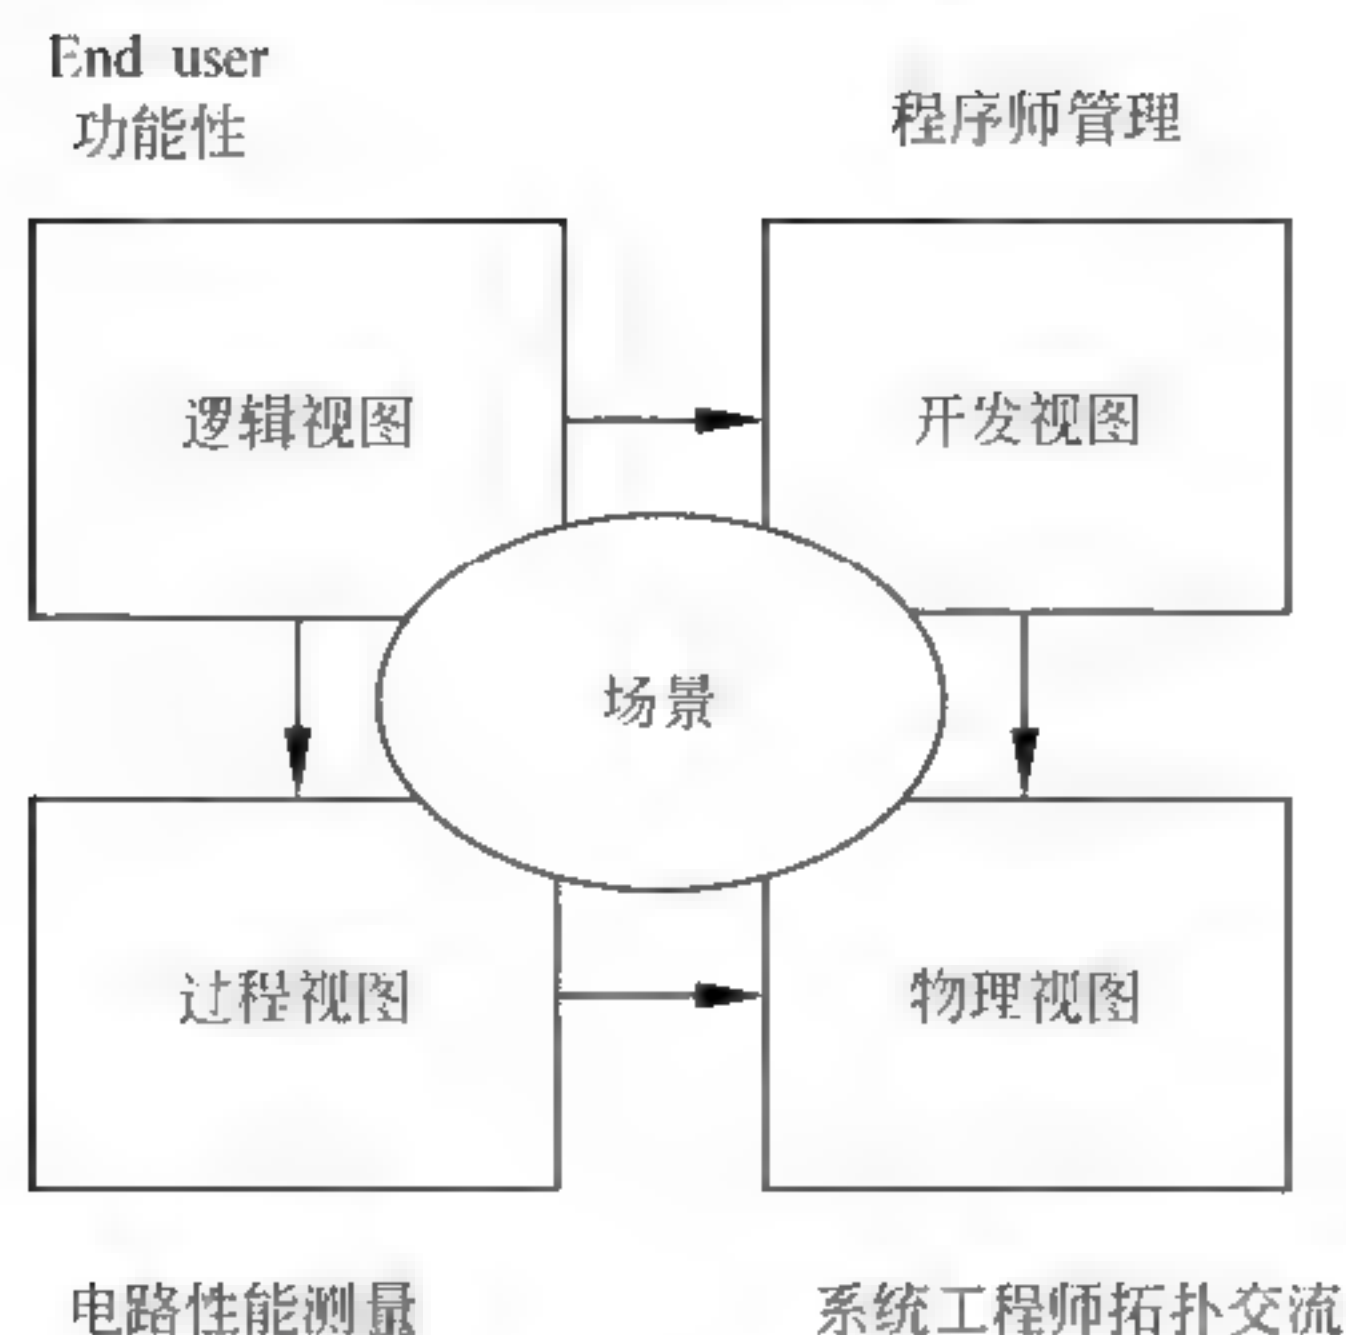 End user
功能性
程序师管理
逻辑视图
开发视图
场景
过程视图
物理视图
电路性能测量
系统工程师拓扑交流